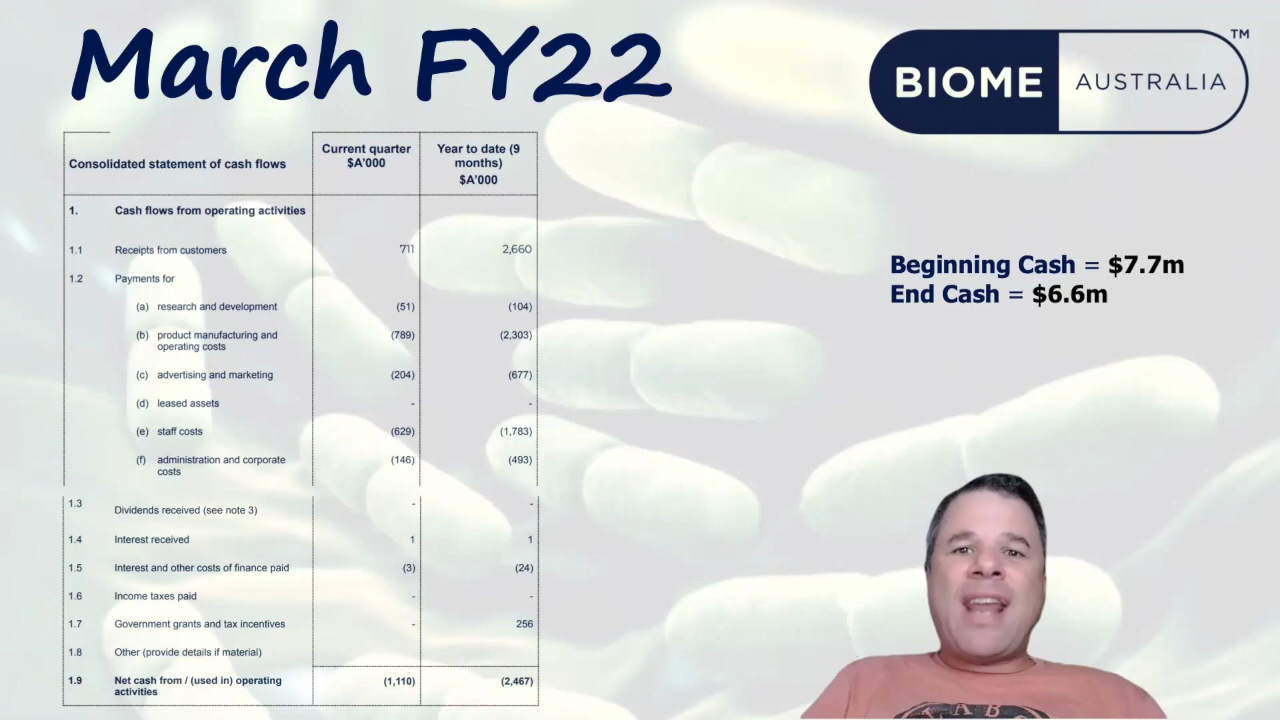 March FY22
BIOME AUSTRALIA TM
Consolidated statement of cash flows
Current quarter
$A'000
Year to date (9
months)
$A'000
1. Cash flows from operating activities
1.1 Receipts from customers 711 2,660
1.2 Payments for
(a) research and development (51) (104)
(b) product manufacturing and
operating costs (789) (2,303)
(c) advertising and marketing (204) (677)
(d) leased assets - -
(e) staff costs (629) (1,783)
(f) administration and corporate
costs (146) (493)
1.3 Dividends received (see note 3) - -
1.4 Interest received 1 1
1.5 Interest and other costs of finance paid (3) (24)
1.6 Income taxes paid - -
1.7 Government grants and tax incentives - 256
1.8 Other (provide details if material)
1.9 Net cash from / (used in) operating
activities (1,110) (2,467)
Beginning Cash = $7.7m
End Cash = $6.6m